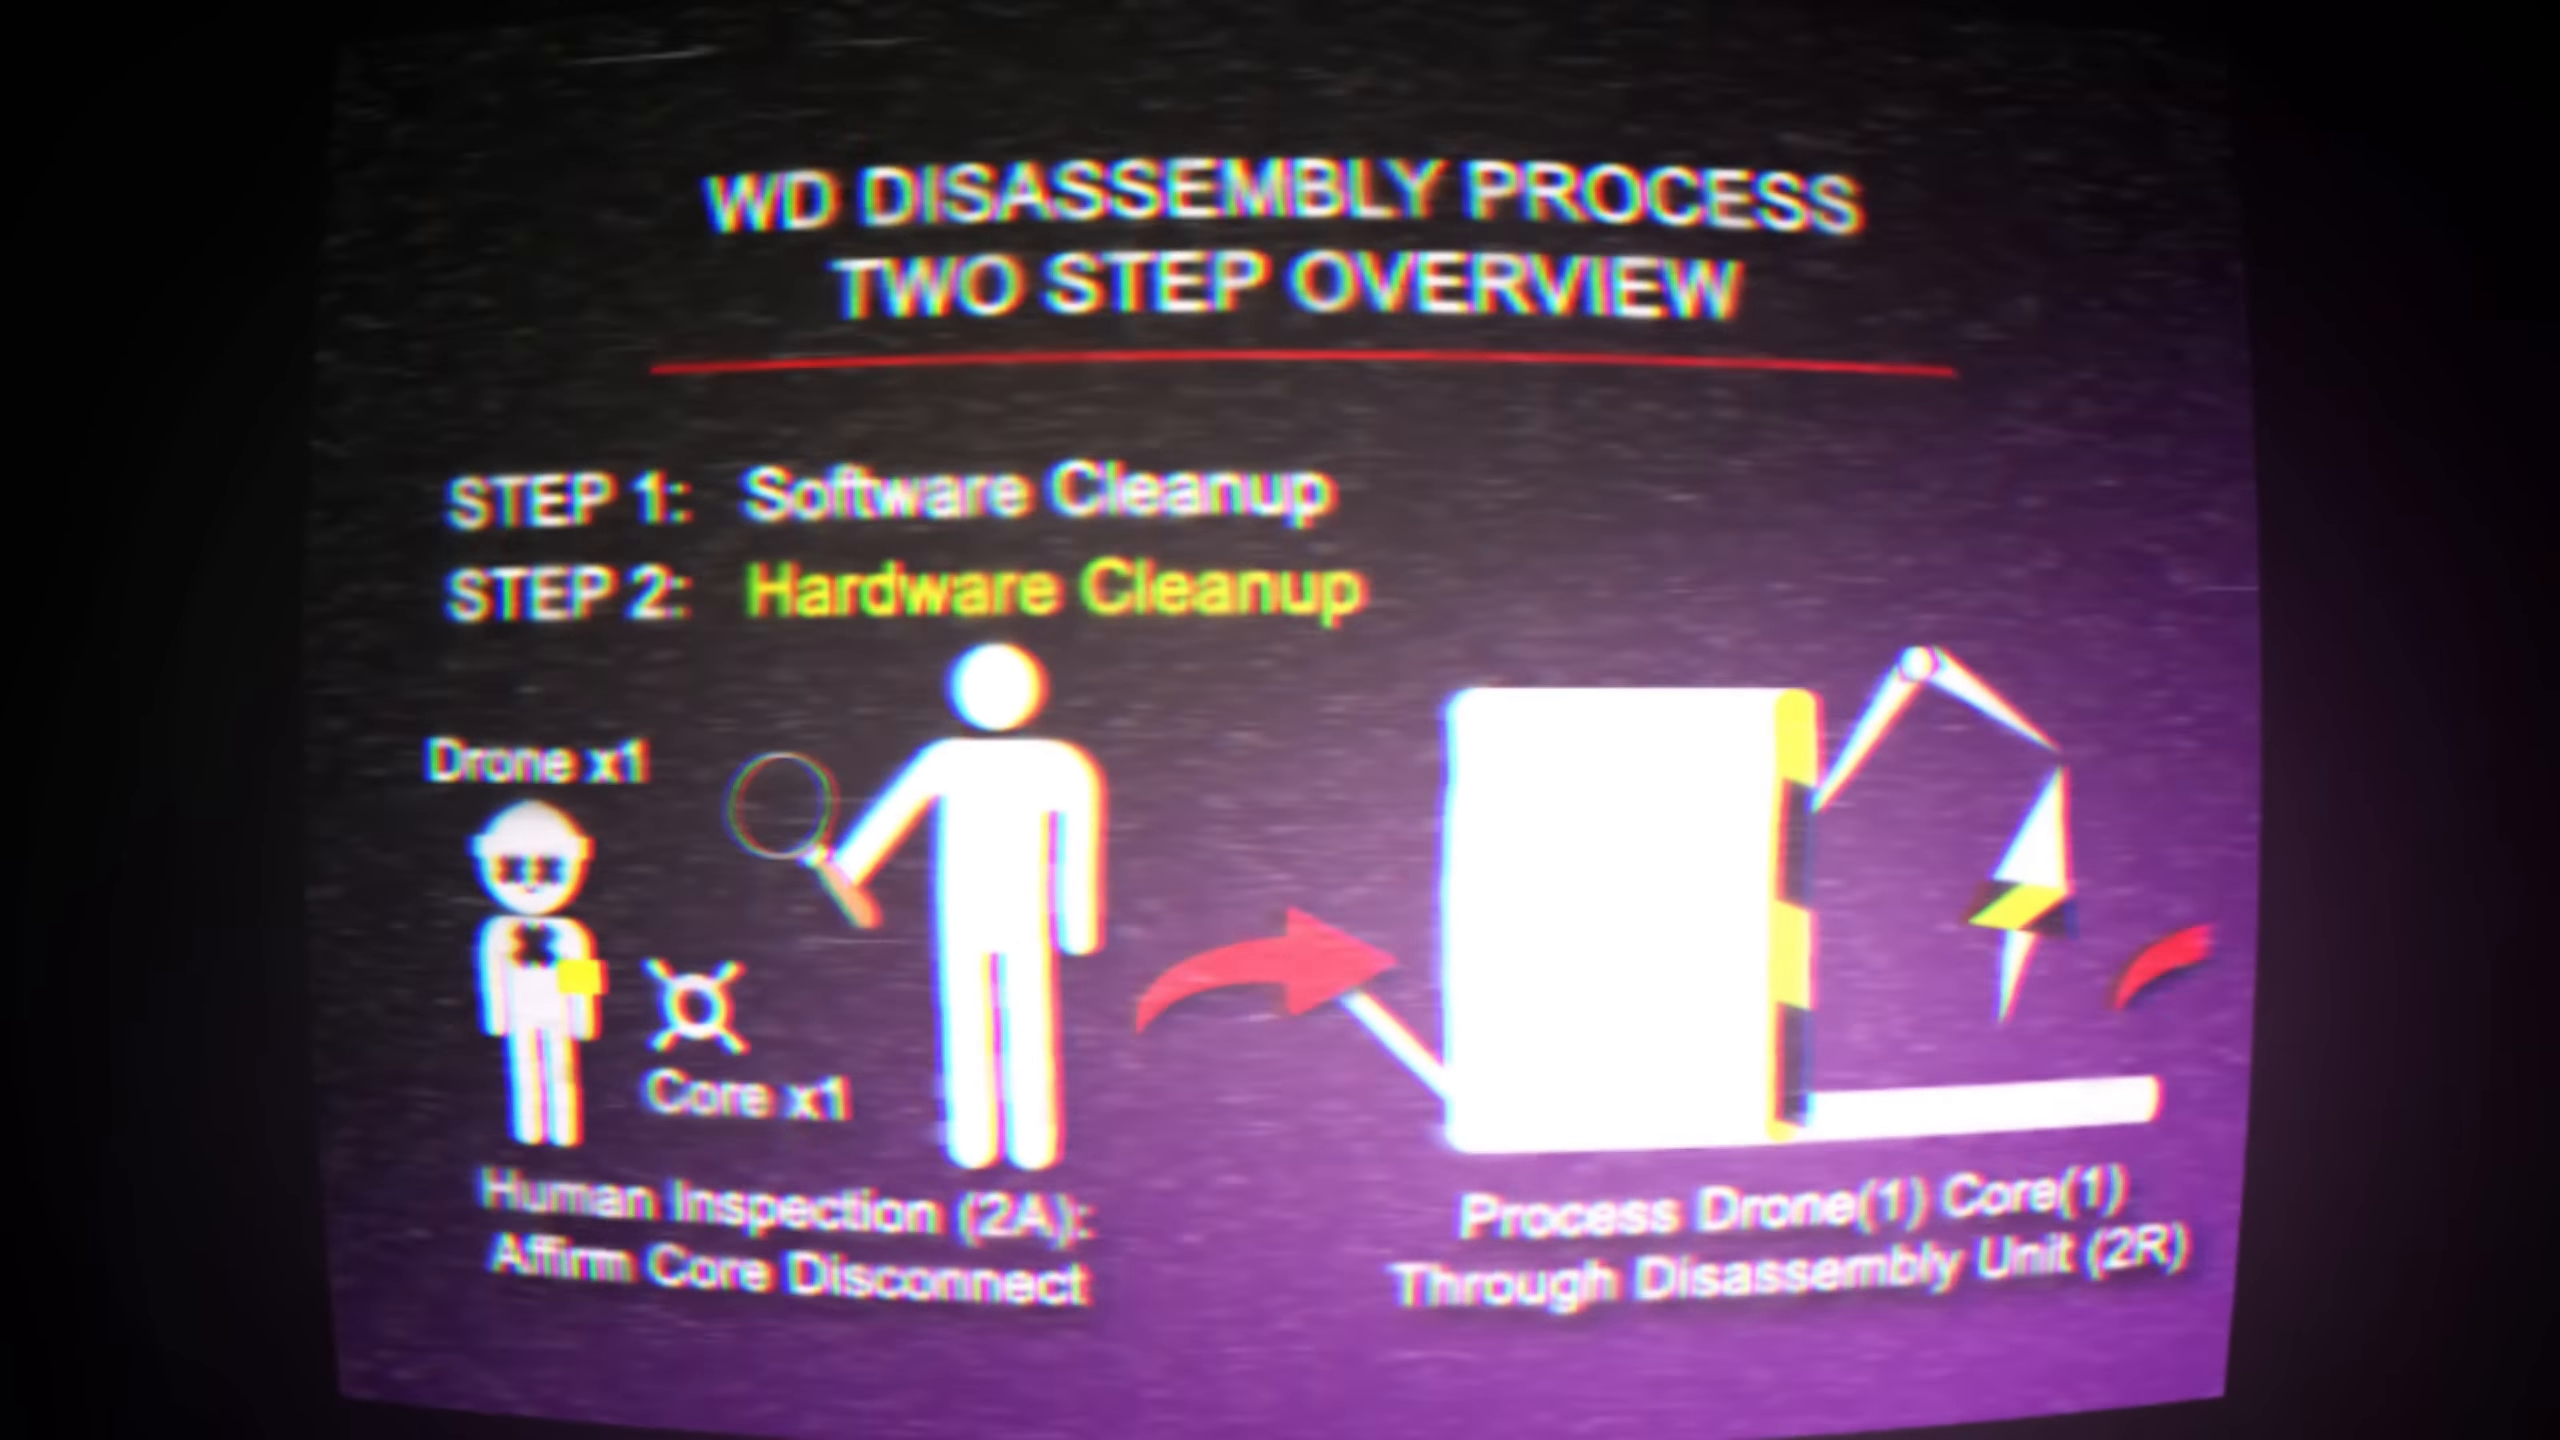 WD DISASSEMBLY PROCESS
TWO STEP OVERVIEW
STEP 1: Software Cleanup
STEP 2: Hardware Cleanup
Drone x1
Core x1
Human Inspection (2A):
Affirm Core Disconnect
Process Drone(1) Core(1)
Through Disassembly Unit (2R)